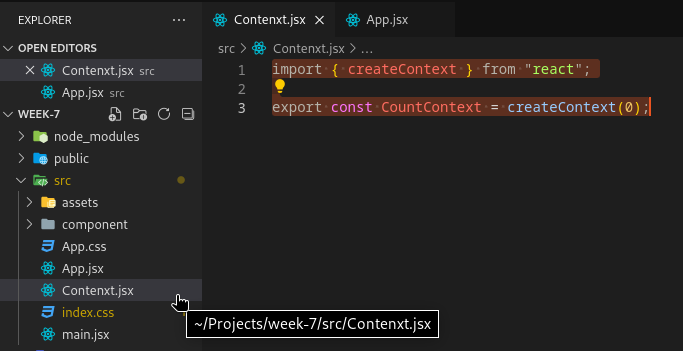 EXPLORER ...
Contenxt.jsx App.jsx
OPEN EDITORS
Contenxt.jsx src
App.jsx src
WEEK-7
node_modules
public
src
assets
component
App.css
App.jsx
Contenxt.jsx
index.css
main.jsx
src > Contenxt.jsx > ...
1 import { createContext } from "react";
2
3 export const CountContext = createContext(0);
~/Projects/week-7/src/Contenxt.jsx